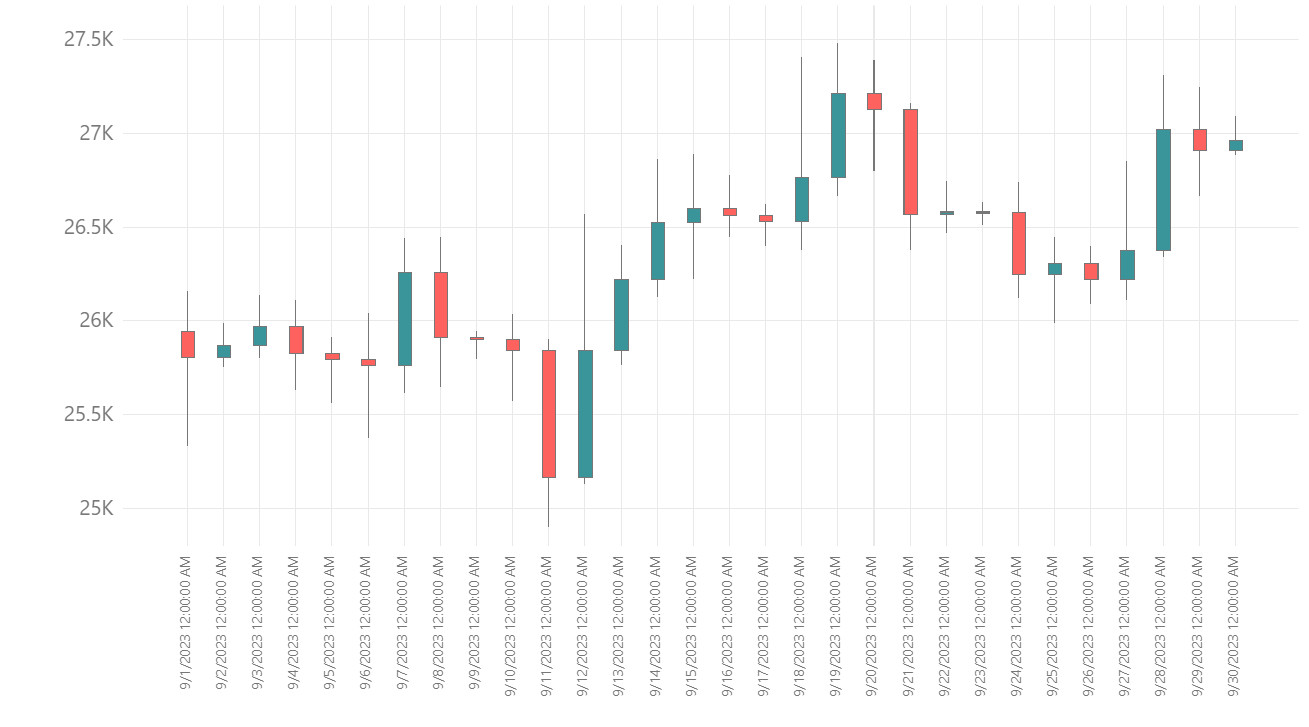 27.5K
27K
26.5K
26K
25.5K
25K
9/1/2023 12:00:00 AM
9/2/2023 12:00:00 AM
9/3/2023 12:00:00 AM
9/4/2023 12:00:00 AM
9/5/2023 12:00:00 AM
9/6/2023 12:00:00 AM
9/7/2023 12:00:00 AM
9/8/2023 12:00:00 AM
9/9/2023 12:00:00 AM
9/10/2023 12:00:00 AM
9/11/2023 12:00:00 AM
9/12/2023 12:00:00 AM
9/13/2023 12:00:00 AM
9/14/2023 12:00:00 AM
9/15/2023 12:00:00 AM
9/16/2023 12:00:00 AM
9/17/2023 12:00:00 AM
9/18/2023 12:00:00 AM
9/19/2023 12:00:00 AM
9/20/2023 12:00:00 AM
9/21/2023 12:00:00 AM
9/22/2023 12:00:00 AM
9/23/2023 12:00:00 AM
9/24/2023 12:00:00 AM
9/25/2023 12:00:00 AM
9/26/2023 12:00:00 AM
9/27/2023 12:00:00 AM
9/28/2023 12:00:00 AM
9/29/2023 12:00:00 AM
9/30/2023 12:00:00 AM